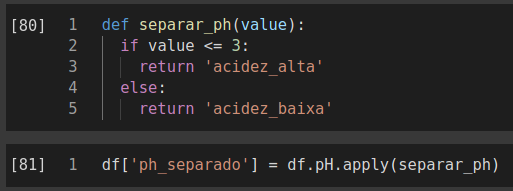 [80] 1 def separar_ph(value):
2 if value <= 3:
3 return 'acidez_alta'
4 else:
5 return 'acidez_baixa'
[81] 1 df['ph_separado'] = df.pH.apply(separar_ph)